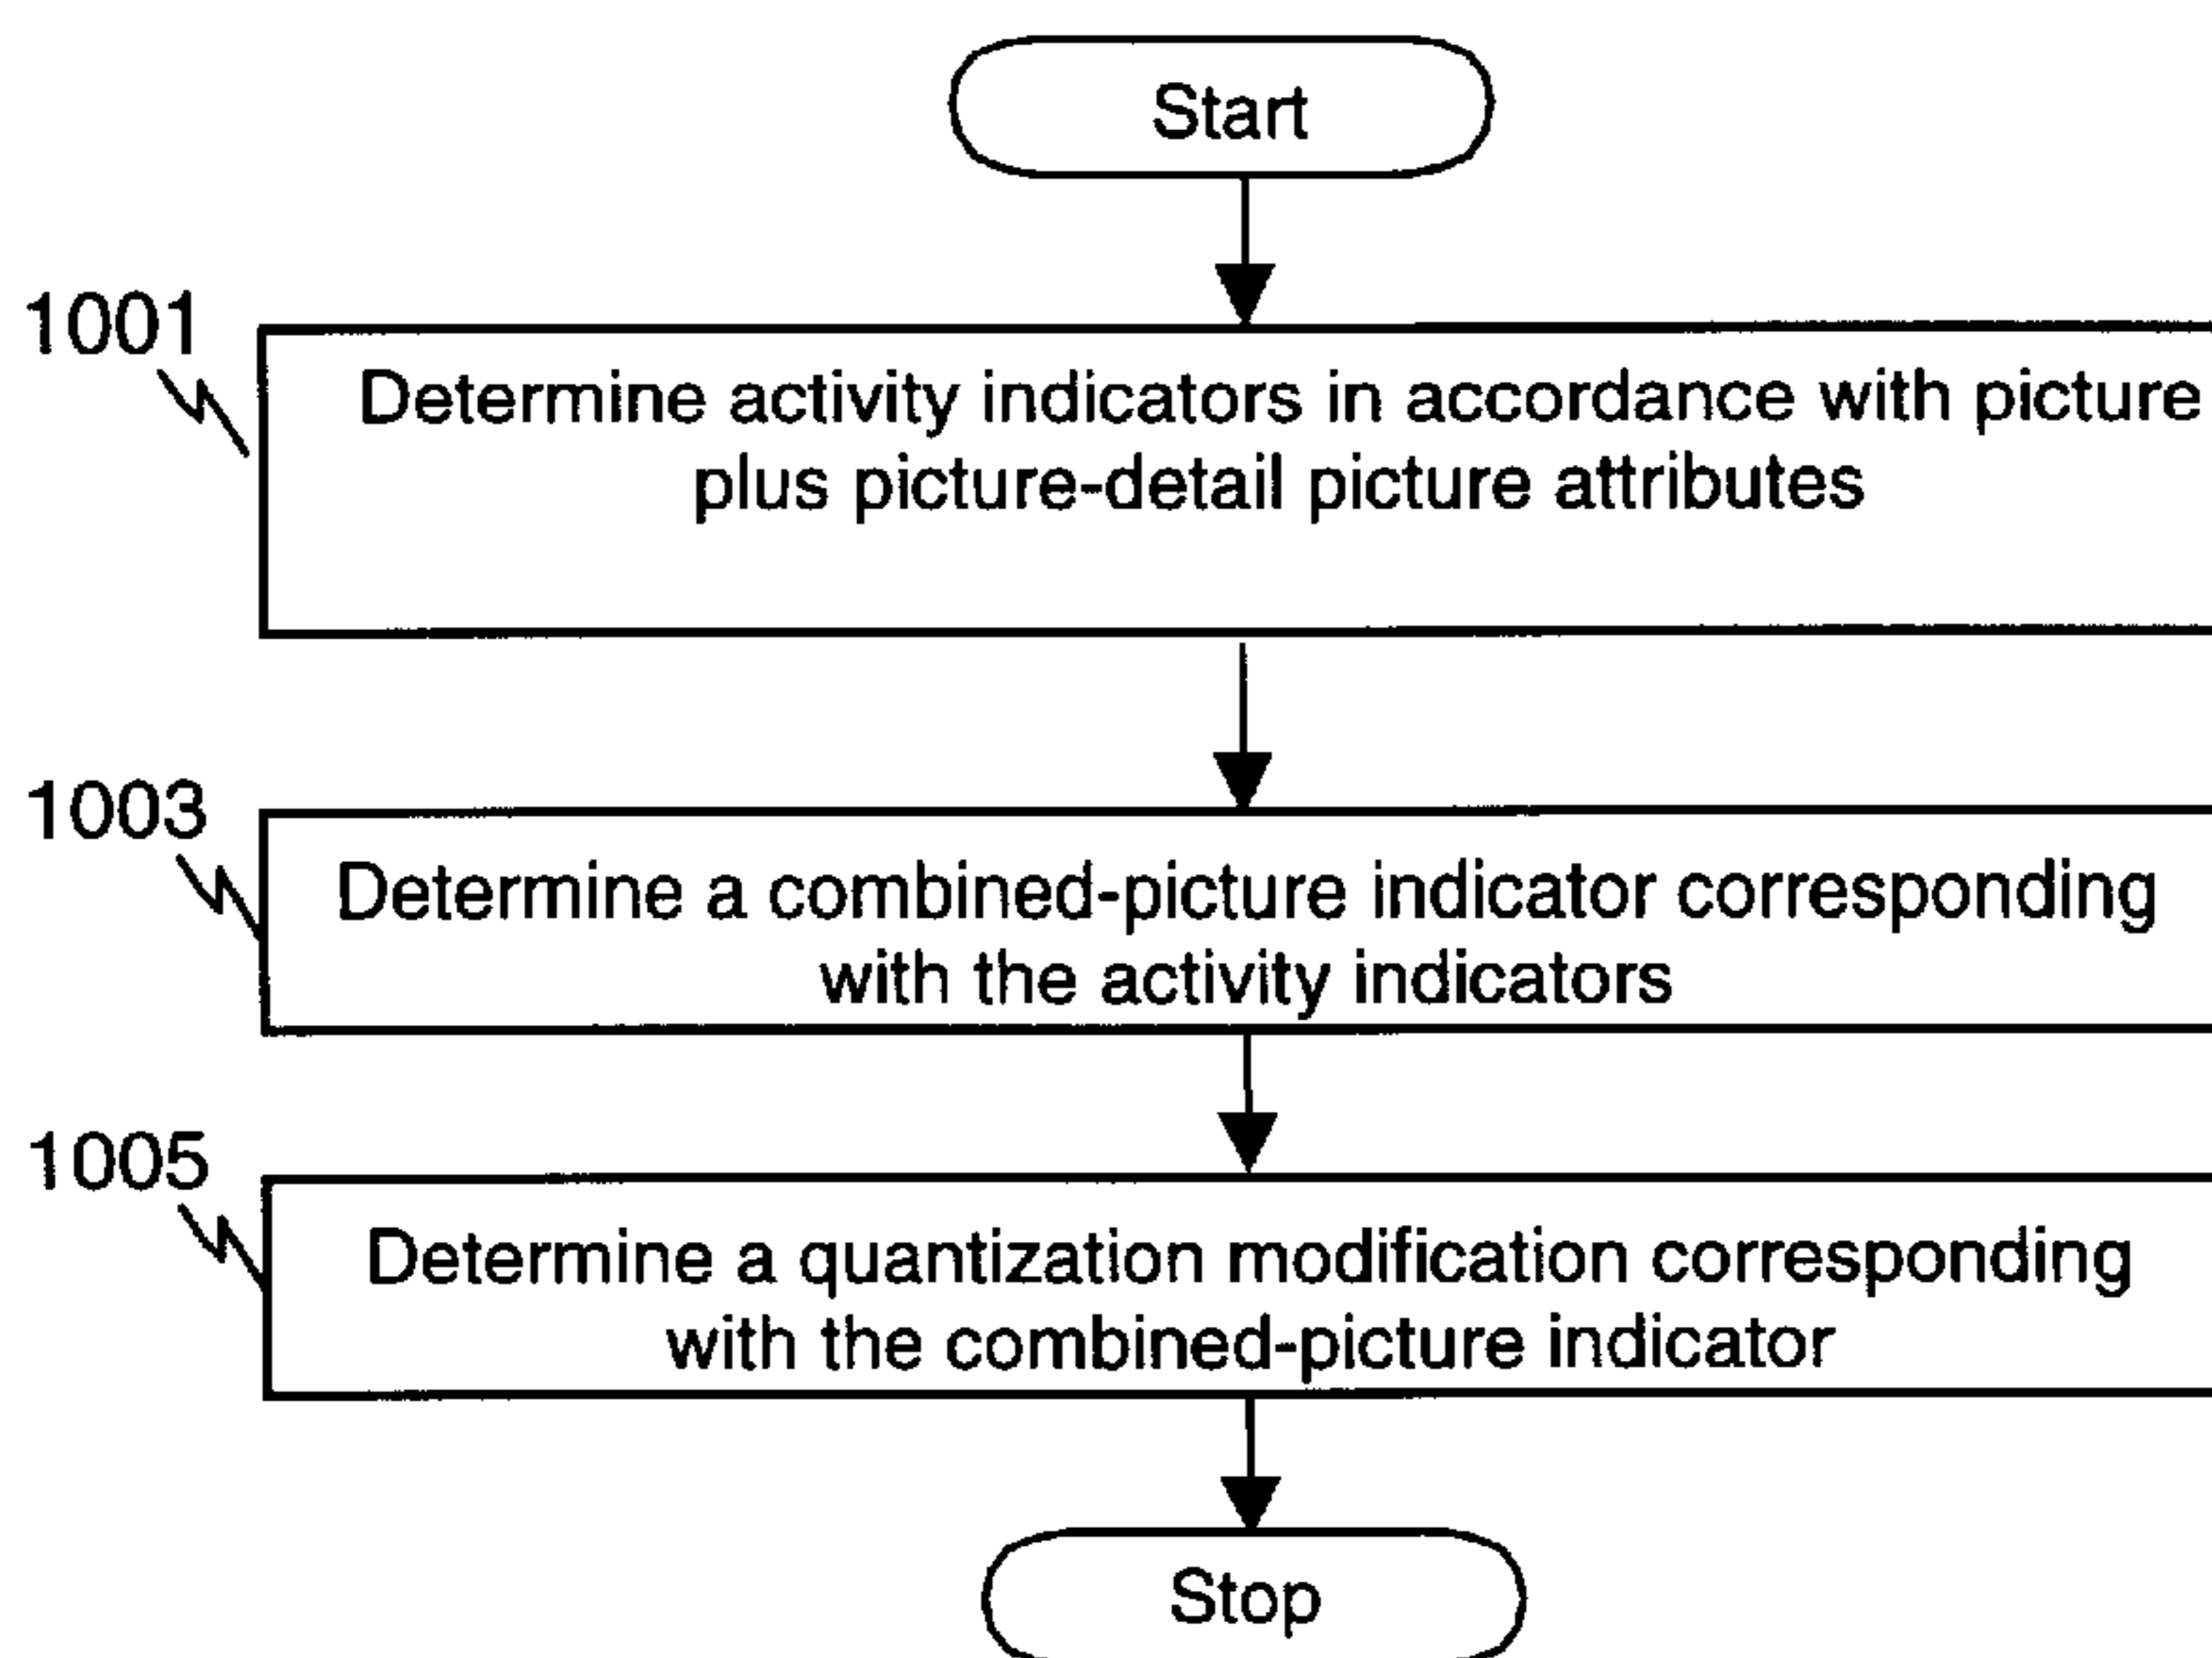 Start
1001
Determine activity indicators in accordance with picture
plus picture-detail picture attributes
1003
Determine a combined-picture indicator corresponding
with the activity indicators
1005
Determine a quantization modification corresponding
with the combined-picture indicator
Stop